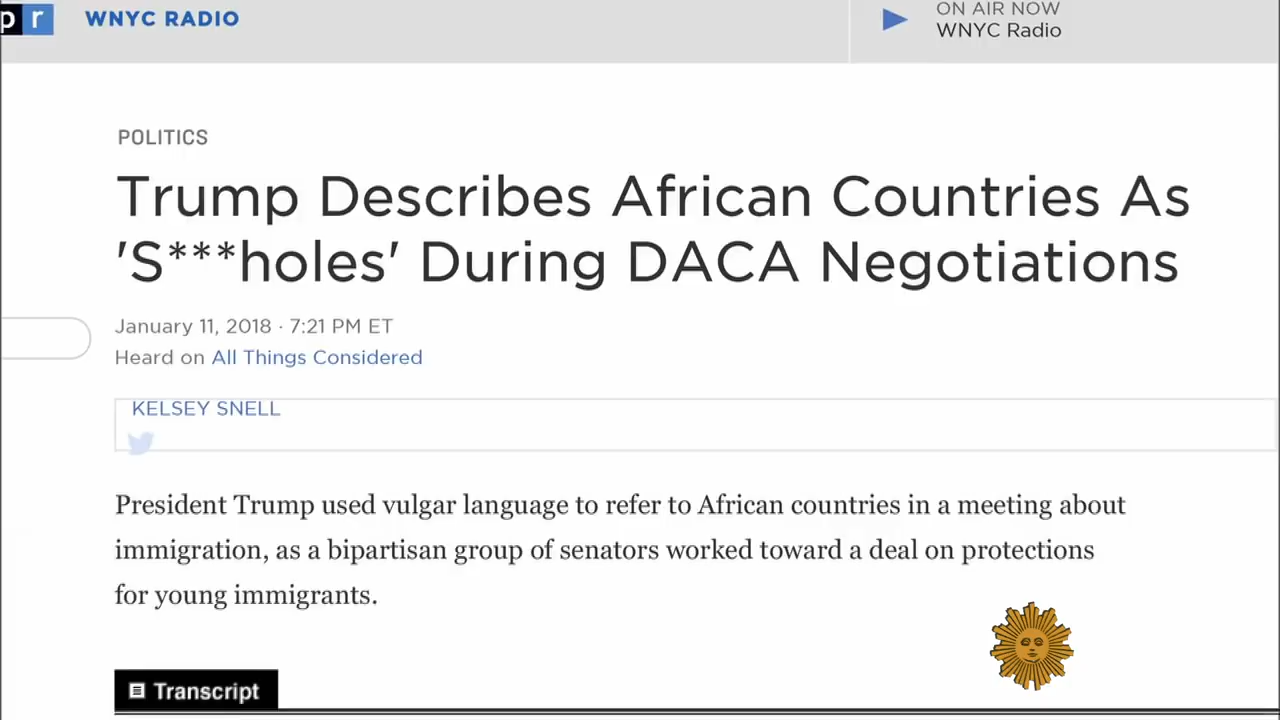 pr
WNYC RADIO
ON AIR NOW
WNYC Radio
POLITICS
Trump Describes African Countries As
'S***holes' During DACA Negotiations
January 11, 2018 · 7:21 PM ET
Heard on All Things Considered
KELSEY SNELL
President Trump used vulgar language to refer to African countries in a meeting about
immigration, as a bipartisan group of senators worked toward a deal on protections
for young immigrants.
Transcript